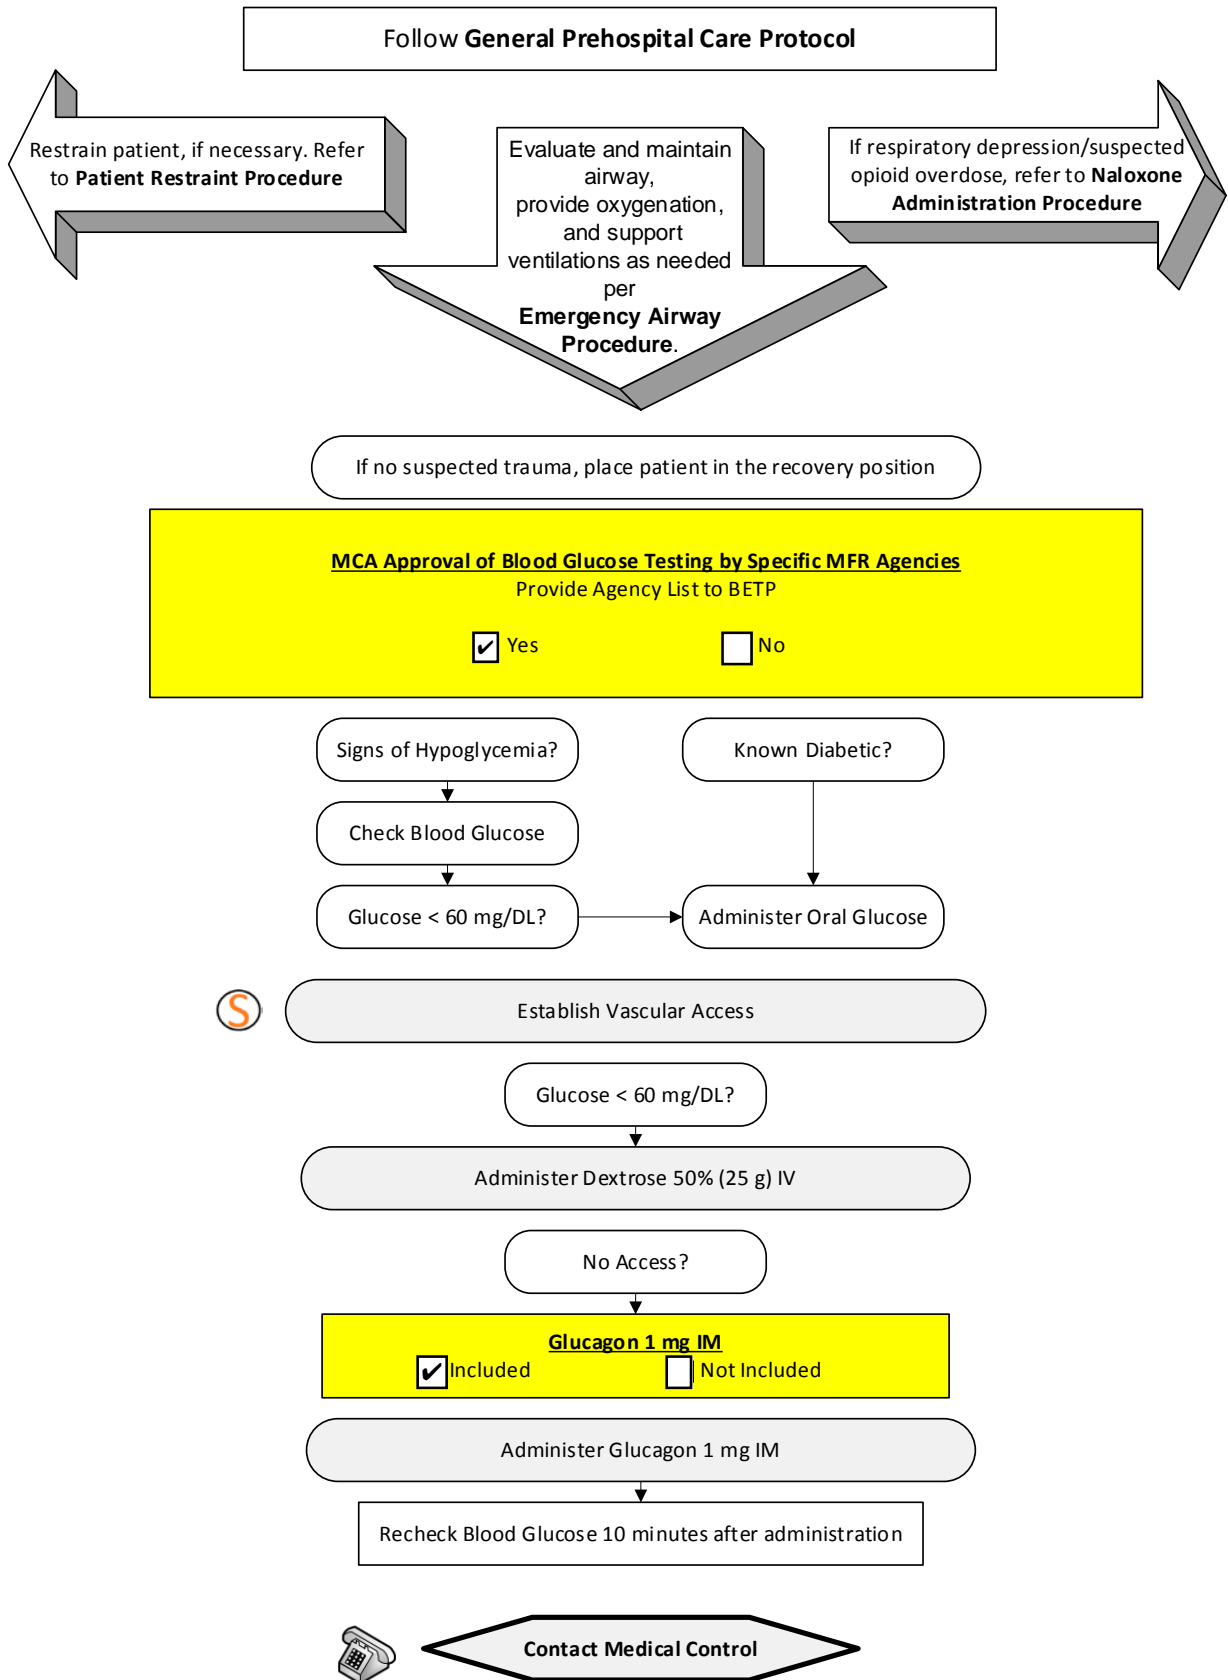 Follow General Prehospital Care Protocol
Restrain patient, if necessary. Refer
to Patient Restraint Procedure
Evaluate and maintain
airway,
provide oxygenation,
and support
ventilations as needed
per
Emergency Airway
Procedure.
If respiratory depression/suspected
opioid overdose, refer to Naloxone
Administration Procedure
If no suspected trauma, place patient in the recovery position
MCA Approval of Blood Glucose Testing by Specific MFR Agencies
Provide Agency List to BETP
✔ Yes
No
Signs of Hypoglycemia?
Known Diabetic?
Check Blood Glucose
Glucose < 60 mg/DL?
Administer Oral Glucose
S
Establish Vascular Access
Glucose < 60 mg/DL?
Administer Dextrose 50% (25 g) IV
No Access?
Glucagon 1 mg IM
✔ Included
Not Included
Administer Glucagon 1 mg IM
Recheck Blood Glucose 10 minutes after administration
Contact Medical Control